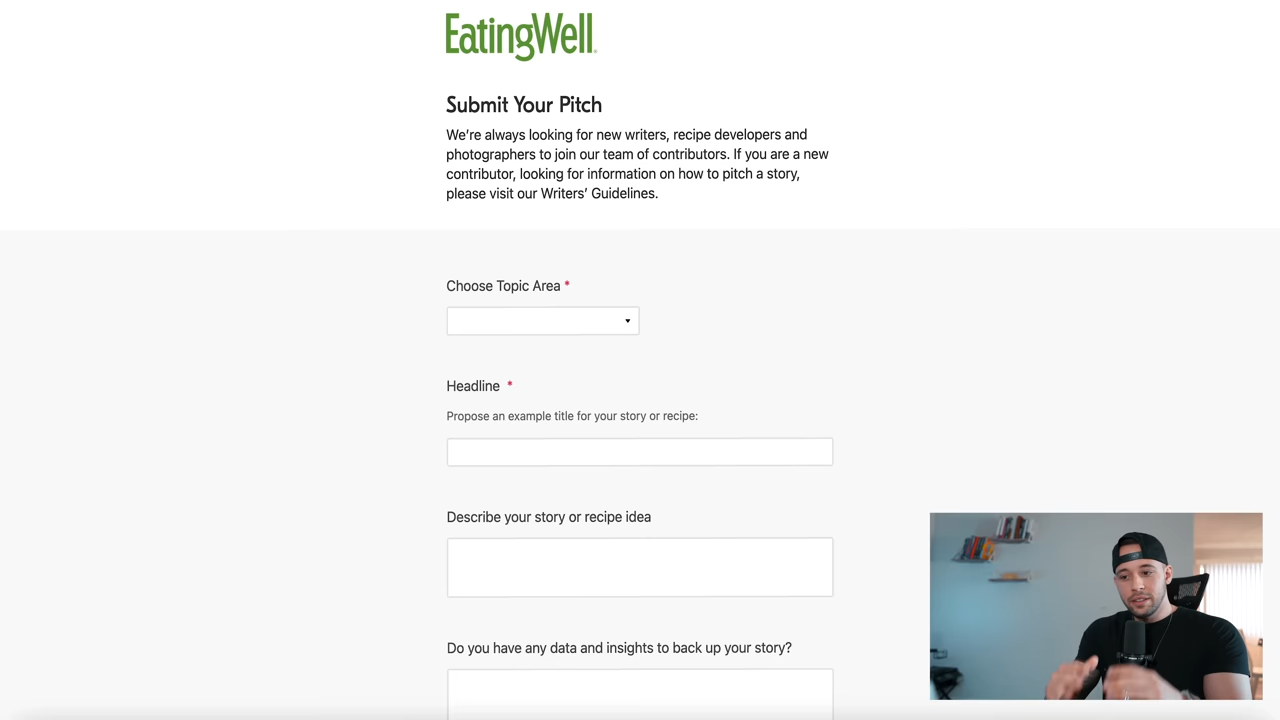 EatingWell
Submit Your Pitch
We're always looking for new writers, recipe developers and
photographers to join our team of contributors. If you are a new
contributor, looking for information on how to pitch a story,
please visit our Writers' Guidelines.
Choose Topic Area *
Headline *
Propose an example title for your story or recipe:
Describe your story or recipe idea
Do you have any data and insights to back up your story?